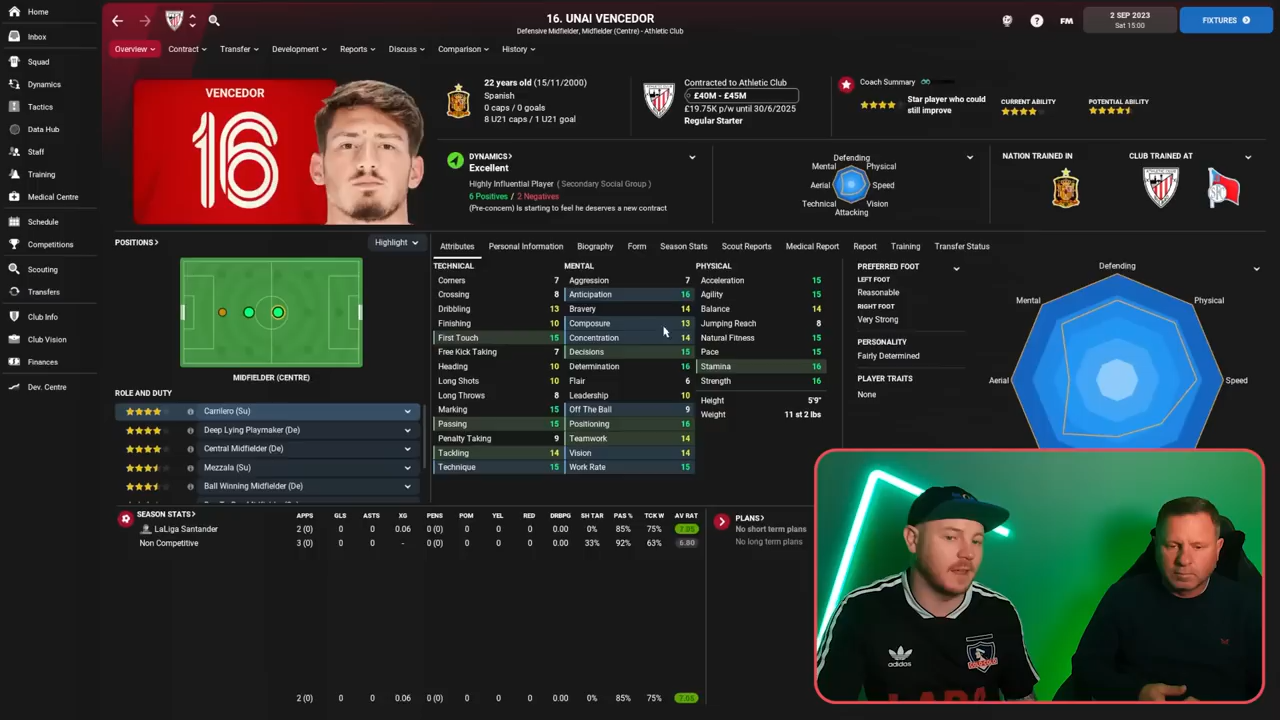 Home
Inbox
Squad
Dynamics
Tactics
Data Hub
Staff
Training
Medical Centre
Schedule
Competitions
Scouting
Transfers
Club Info
Club Vision
Finances
Dev. Centre
16. UNAI VENCEDOR
Defensive Midfielder, Midfielder (Centre) - Athletic Club
FM
2 SEP 2023
Sat 15:00
FIXTURES
Overview
Contract
Transfer
Development
Reports
Discuss
Comparison
History
VENCEDOR
16
22 years old (15/11/2000)
Spanish
0 caps / 0 goals
8 U21 caps / 1 U21 goal
Contracted to Athletic Club
£40M - £45M
£19.75K p/w until 30/6/2025
Regular Starter
Coach Summary
Star player who could
still improve
CURRENT ABILITY
POTENTIAL ABILITY
DYNAMICS>
Excellent
Highly Influential Player ( Secondary Social Group )
6 Positives / 2 Negatives
(Pre-concern) Is starting to feel he deserves a new contract
Defending
Mental
Physical
Aerial
Speed
Technical
Vision
Attacking
NATION TRAINED IN
CLUB TRAINED AT
POSITIONS>
Highlight
MIDFIELDER (CENTRE)
ROLE AND DUTY
Carrilero (Su)
Deep Lying Playmaker (De)
Central Midfielder (De)
Mezzala (Su)
Ball Winning Midfielder (De)
Attributes
Personal Information
Biography
Form
Season Stats
Scout Reports
Medical Report
Report
Training
Transfer Status
TECHNICAL
Corners 7
Crossing 8
Dribbling 13
Finishing 10
First Touch 15
Free Kick Taking 7
Heading 10
Long Shots 10
Long Throws 8
Marking 15
Passing 15
Penalty Taking 9
Tackling 14
Technique 15
MENTAL
Aggression 7
Anticipation 16
Bravery 14
Composure 13
Concentration 14
Decisions 15
Determination 16
Flair 6
Leadership 10
Off The Ball 9
Positioning 16
Teamwork 14
Vision 14
Work Rate 15
PHYSICAL
Acceleration 15
Agility 15
Balance 14
Jumping Reach 8
Natural Fitness 15
Pace 15
Stamina 16
Strength 16
Height 5'9"
Weight 11 st 2 lbs
PREFERRED FOOT
LEFT FOOT
Reasonable
RIGHT FOOT
Very Strong
PERSONALITY
Fairly Determined
PLAYER TRAITS
None
Defending
Mental
Physical
Aerial
Speed
SEASON STATS>
APPS GLS ASTS XG PENS POM YEL RED DRBPG SH TAR PAS % TCK W AV RAT
LaLiga Santander 2 (0) 0 0 0.06 0 (0) 0 0 0 0.00 0% 85% 75% 7.05
Non Competitive 3 (0) 0 0 - 0 (0) 0 0 0 0.00 33% 92% 63% 6.80
2 (0) 0 0 0.06 0 (0) 0 0 0 0.00 0% 85% 75% 7.05
PLANS>
No short term plans
No long term plans
adidas